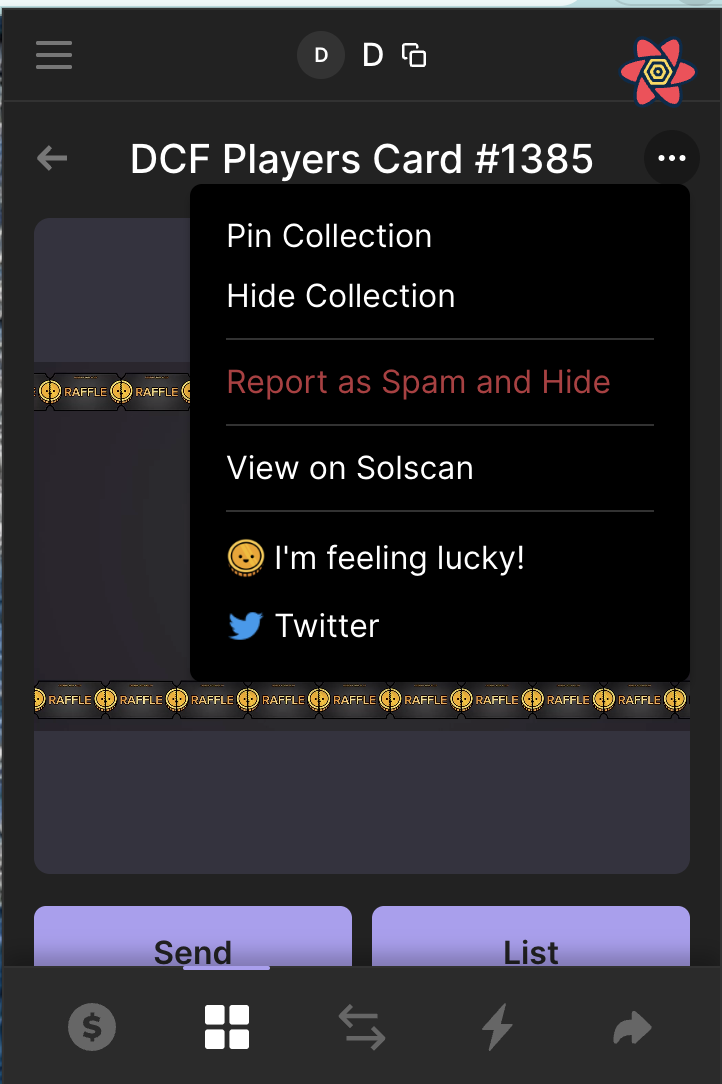 D D
DCF Players Card #1385
Pin Collection
Hide Collection
Report as Spam and Hide
View on Solscan
I'm feeling lucky!
Twitter
RAFFLE RAFFLE
RAFFLE RAFFLE RAFFLE RAFFLE RAFFLE RAFFLE RAFFLE RAFFLE RAFFLE
Send List